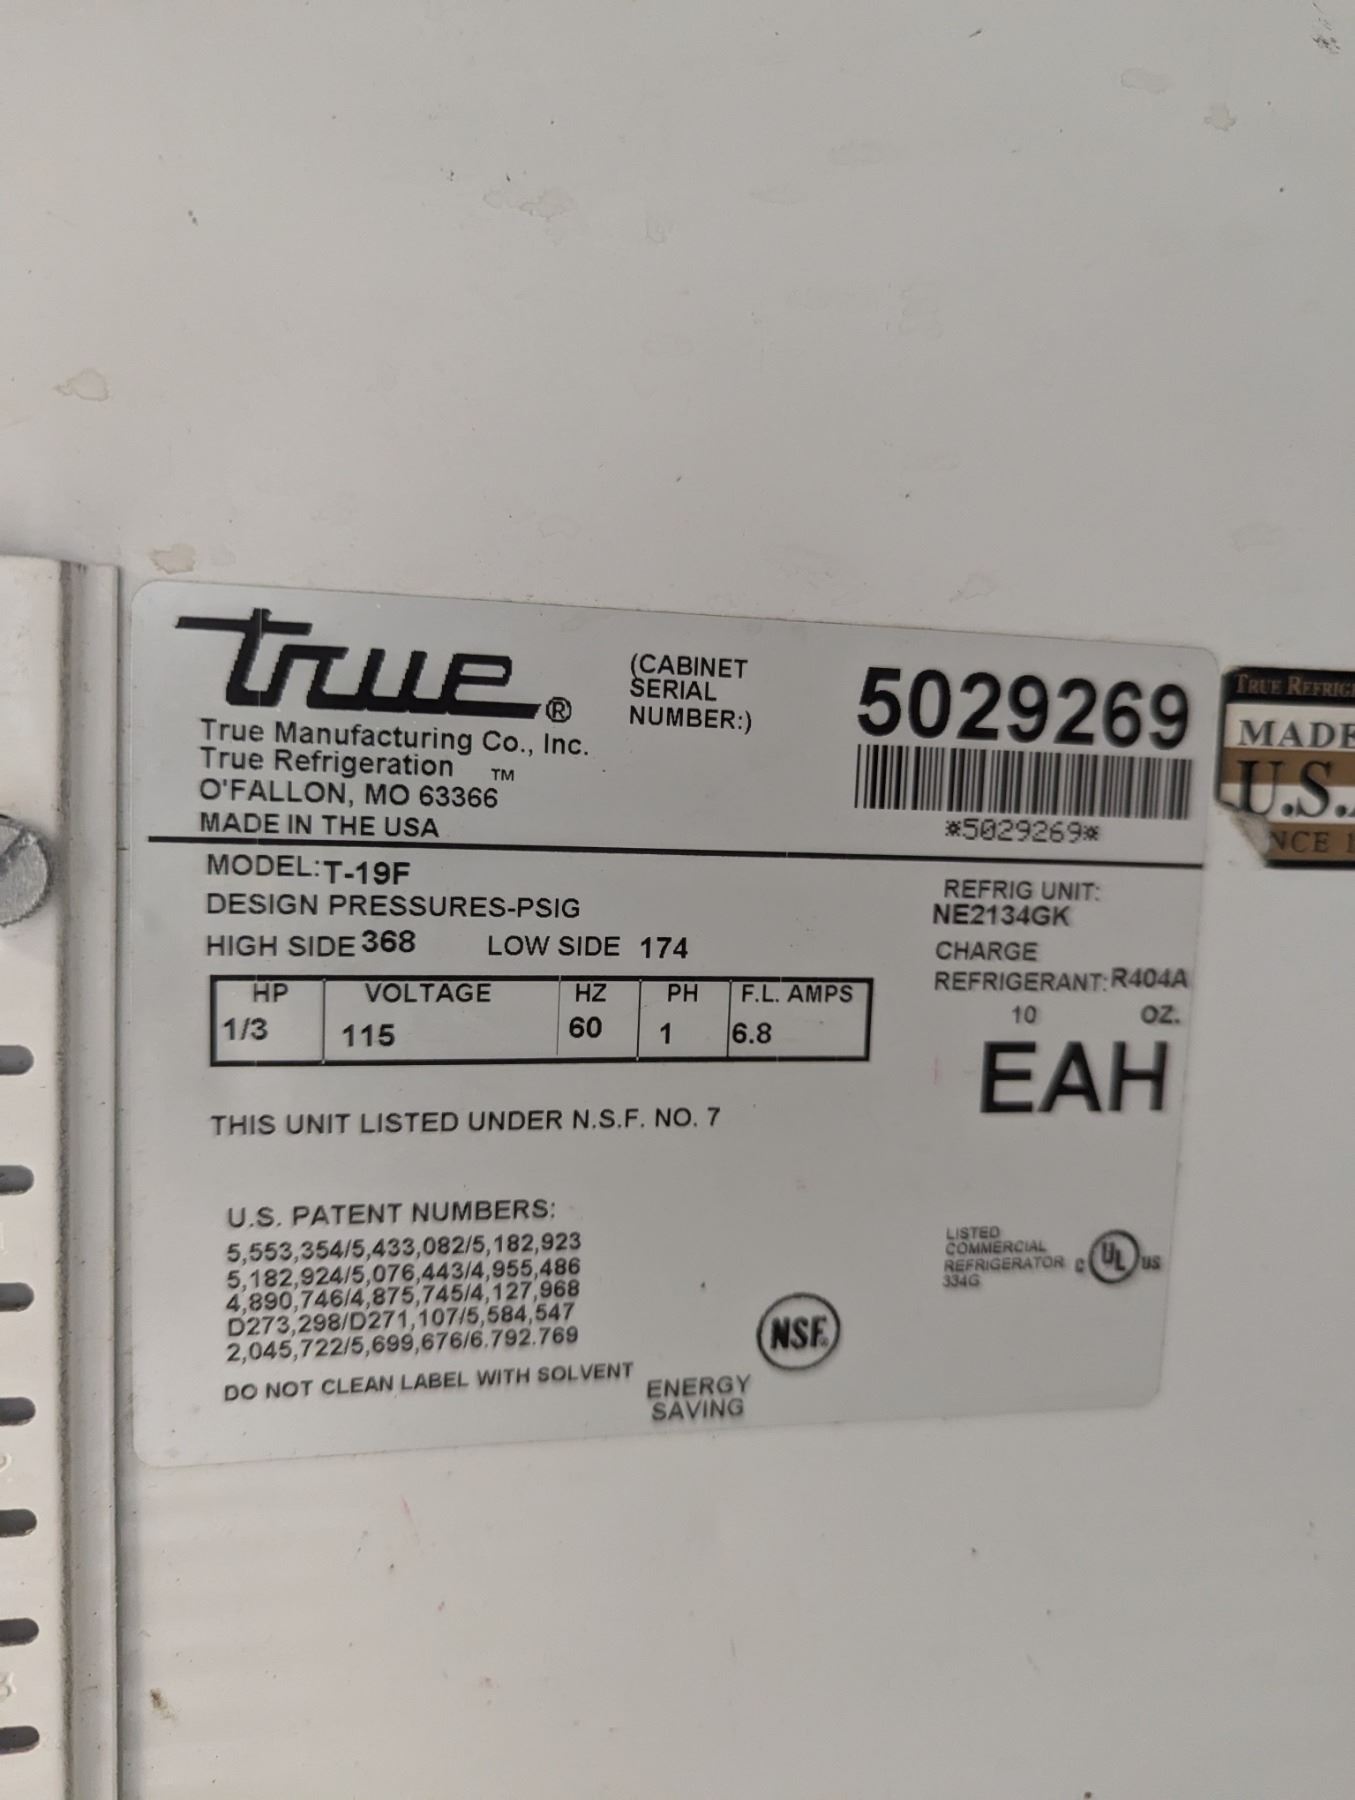 true®
True Manufacturing Co., Inc.
True Refrigeration ™
O'FALLON, MO 63366
MADE IN THE USA
(CABINET
SERIAL
NUMBER:)
5029269
*5029269*
TRUE REFRIG
MADE
U.S.
NCE 1
MODEL:T-19F
DESIGN PRESSURES-PSIG
HIGH SIDE 368 LOW SIDE 174
REFRIG UNIT:
NE2134GK
CHARGE
REFRIGERANT: R404A
10 OZ.
EAH
HP VOLTAGE HZ PH F.L. AMPS
1/3 115 60 1 6.8
THIS UNIT LISTED UNDER N.S.F. NO. 7
U.S. PATENT NUMBERS:
5,553,354/5,433,082/5,182,923
5,182,924/5,076,443/4,955,486
4,890,746/4,875,745/4,127,968
D273,298/D271,107/5,584,547
2,045,722/5,699,676/6.792.769
DO NOT CLEAN LABEL WITH SOLVENT
ENERGY
SAVING
NSF.
LISTED
COMMERCIAL
REFRIGERATOR
334G
C UL US